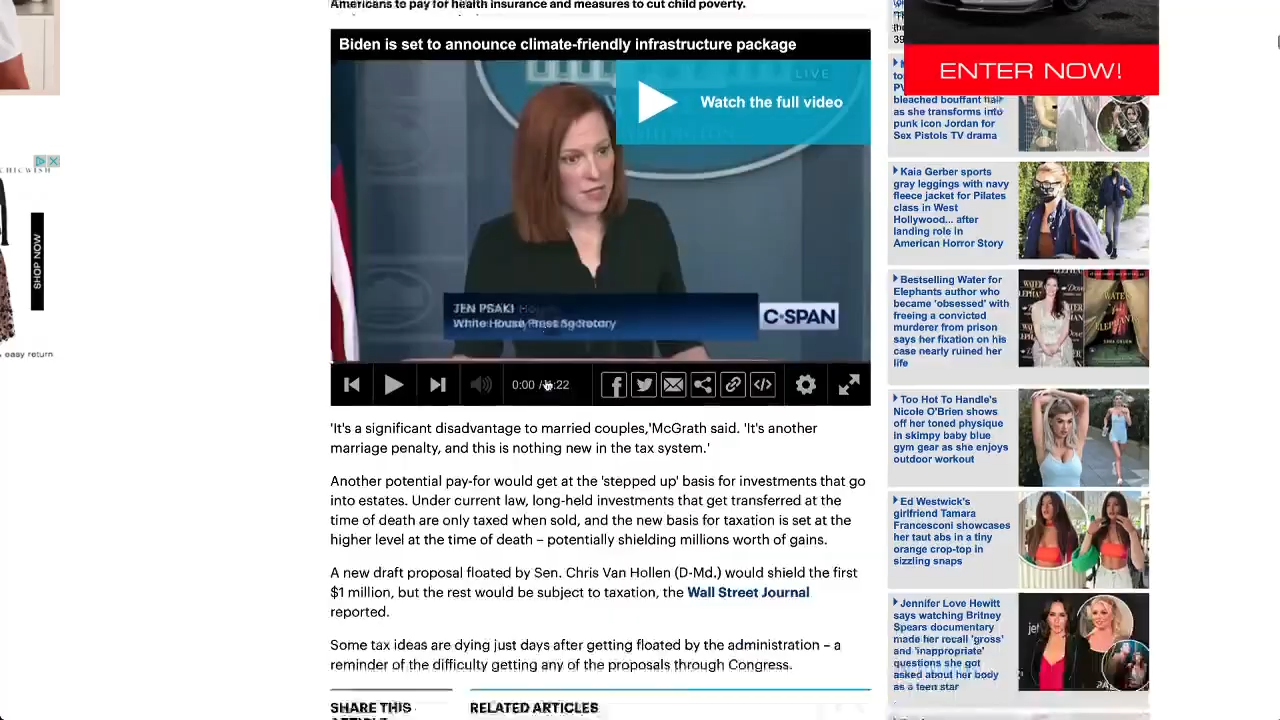 Americans to pay for health insurance and measures to cut child poverty.
Biden is set to announce climate-friendly infrastructure package
LIVE
Watch the full video
JEN PSAKI
White House Press Secretary
C-SPAN
0:00
'It's a significant disadvantage to married couples,'McGrath said. 'It's another
marriage penalty, and this is nothing new in the tax system.'
Another potential pay-for would get at the 'stepped up' basis for investments that go
into estates. Under current law, long-held investments that get transferred at the
time of death are only taxed when sold, and the new basis for taxation is set at the
higher level at the time of death – potentially shielding millions worth of gains.
A new draft proposal floated by Sen. Chris Van Hollen (D-Md.) would shield the first
$1 million, but the rest would be subject to taxation, the Wall Street Journal
reported.
Some tax ideas are dying just days after getting floated by the administration – a
reminder of the difficulty getting any of the proposals through Congress.
SHARE THIS
RELATED ARTICLES
CHICWISH
SHOP NOW
easy return
ENTER NOW!
bleached bouffant hair
as she transforms into
punk icon Jordan for
Sex Pistols TV drama
Kaia Gerber sports
gray leggings with navy
fleece jacket for Pilates
class in West
Hollywood... after
landing role in
American Horror Story
Bestselling Water for
Elephants author who
became 'obsessed' with
freeing a convicted
murderer from prison
says her fixation on his
case nearly ruined her
life
Too Hot To Handle's
Nicole O'Brien shows
off her toned physique
in skimpy baby blue
gym gear as she enjoys
outdoor workout
Ed Westwick's
girlfriend Tamara
Francesconi showcases
her taut abs in a tiny
orange crop-top in
sizzling snaps
Jennifer Love Hewitt
says watching Britney
Spears documentary
made her recall 'gross'
and 'inappropriate'
questions she got
asked about her body
as a teen star